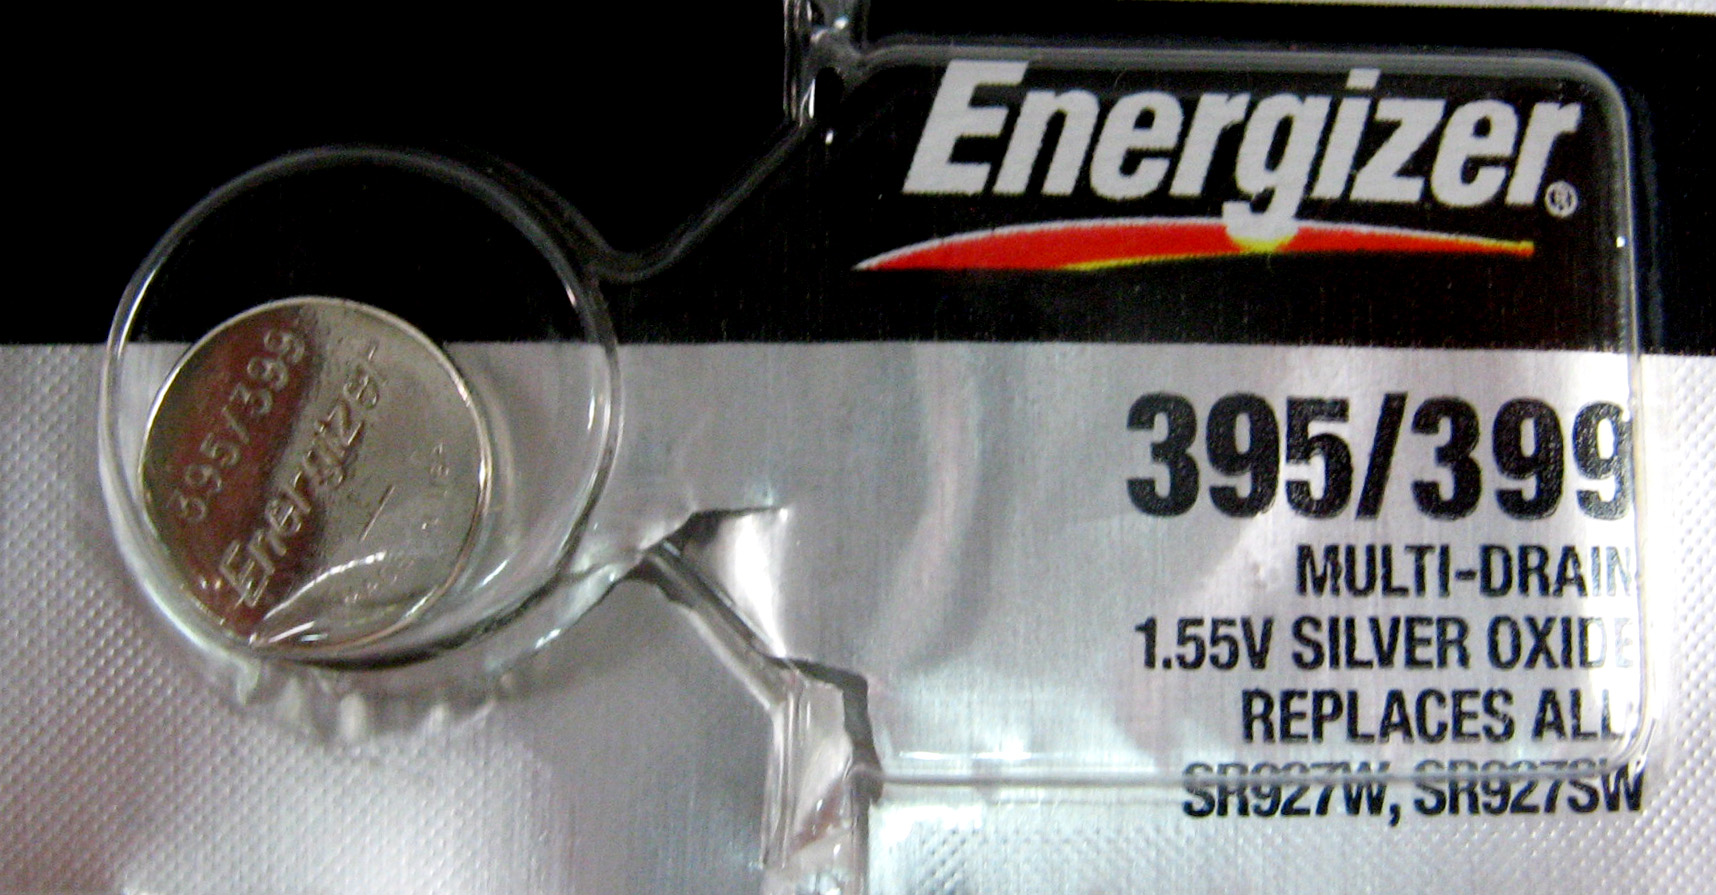 Energizer®
395/399
MULTI-DRAIN
1.55V SILVER OXIDE
REPLACES ALL
SR927W, SR927SW
395/399
Energizer